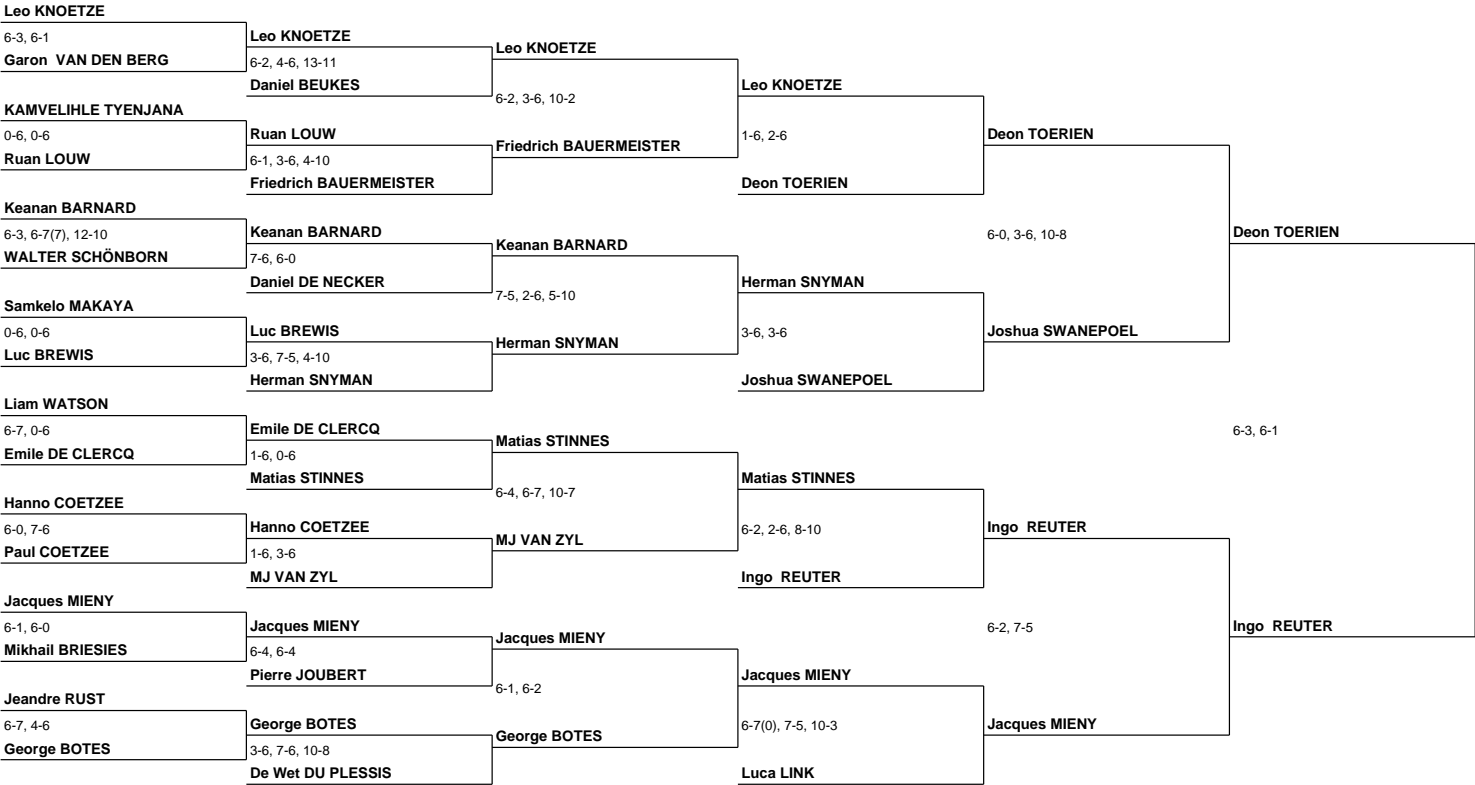 Leo KNOETZE
6-3, 6-1
Garon VAN DEN BERG
KAMVELIHLE TYENJANA
0-6, 0-6
Ruan LOUW
Keanan BARNARD
6-3, 6-7(7), 12-10
WALTER SCHÖNBORN
Samkelo MAKAYA
0-6, 0-6
Luc BREWIS
Liam WATSON
6-7, 0-6
Emile DE CLERCQ
Hanno COETZEE
6-0, 7-6
Paul COETZEE
Jacques MIENY
6-1, 6-0
Mikhail BRIESIES
Jeandre RUST
6-7, 4-6
George BOTES
Leo KNOETZE
6-2, 4-6, 13-11
Daniel BEUKES
Ruan LOUW
6-1, 3-6, 4-10
Friedrich BAUERMEISTER
Keanan BARNARD
7-6, 6-0
Daniel DE NECKER
Luc BREWIS
3-6, 7-5, 4-10
Herman SNYMAN
Emile DE CLERCQ
1-6, 0-6
Matias STINNES
Hanno COETZEE
1-6, 3-6
MJ VAN ZYL
Jacques MIENY
6-4, 6-4
Pierre JOUBERT
George BOTES
3-6, 7-6, 10-8
De Wet DU PLESSIS
Leo KNOETZE
6-2, 3-6, 10-2
Friedrich BAUERMEISTER
Keanan BARNARD
7-5, 2-6, 5-10
Herman SNYMAN
Matias STINNES
6-4, 6-7, 10-7
MJ VAN ZYL
Jacques MIENY
6-1, 6-2
George BOTES
Leo KNOETZE
1-6, 2-6
Deon TOERIEN
Herman SNYMAN
3-6, 3-6
Joshua SWANEPOEL
Matias STINNES
6-2, 2-6, 8-10
Ingo REUTER
Jacques MIENY
6-7(0), 7-5, 10-3
Luca LINK
Deon TOERIEN
6-0, 3-6, 10-8
Joshua SWANEPOEL
Ingo REUTER
6-2, 7-5
Jacques MIENY
Deon TOERIEN
6-3, 6-1
Ingo REUTER